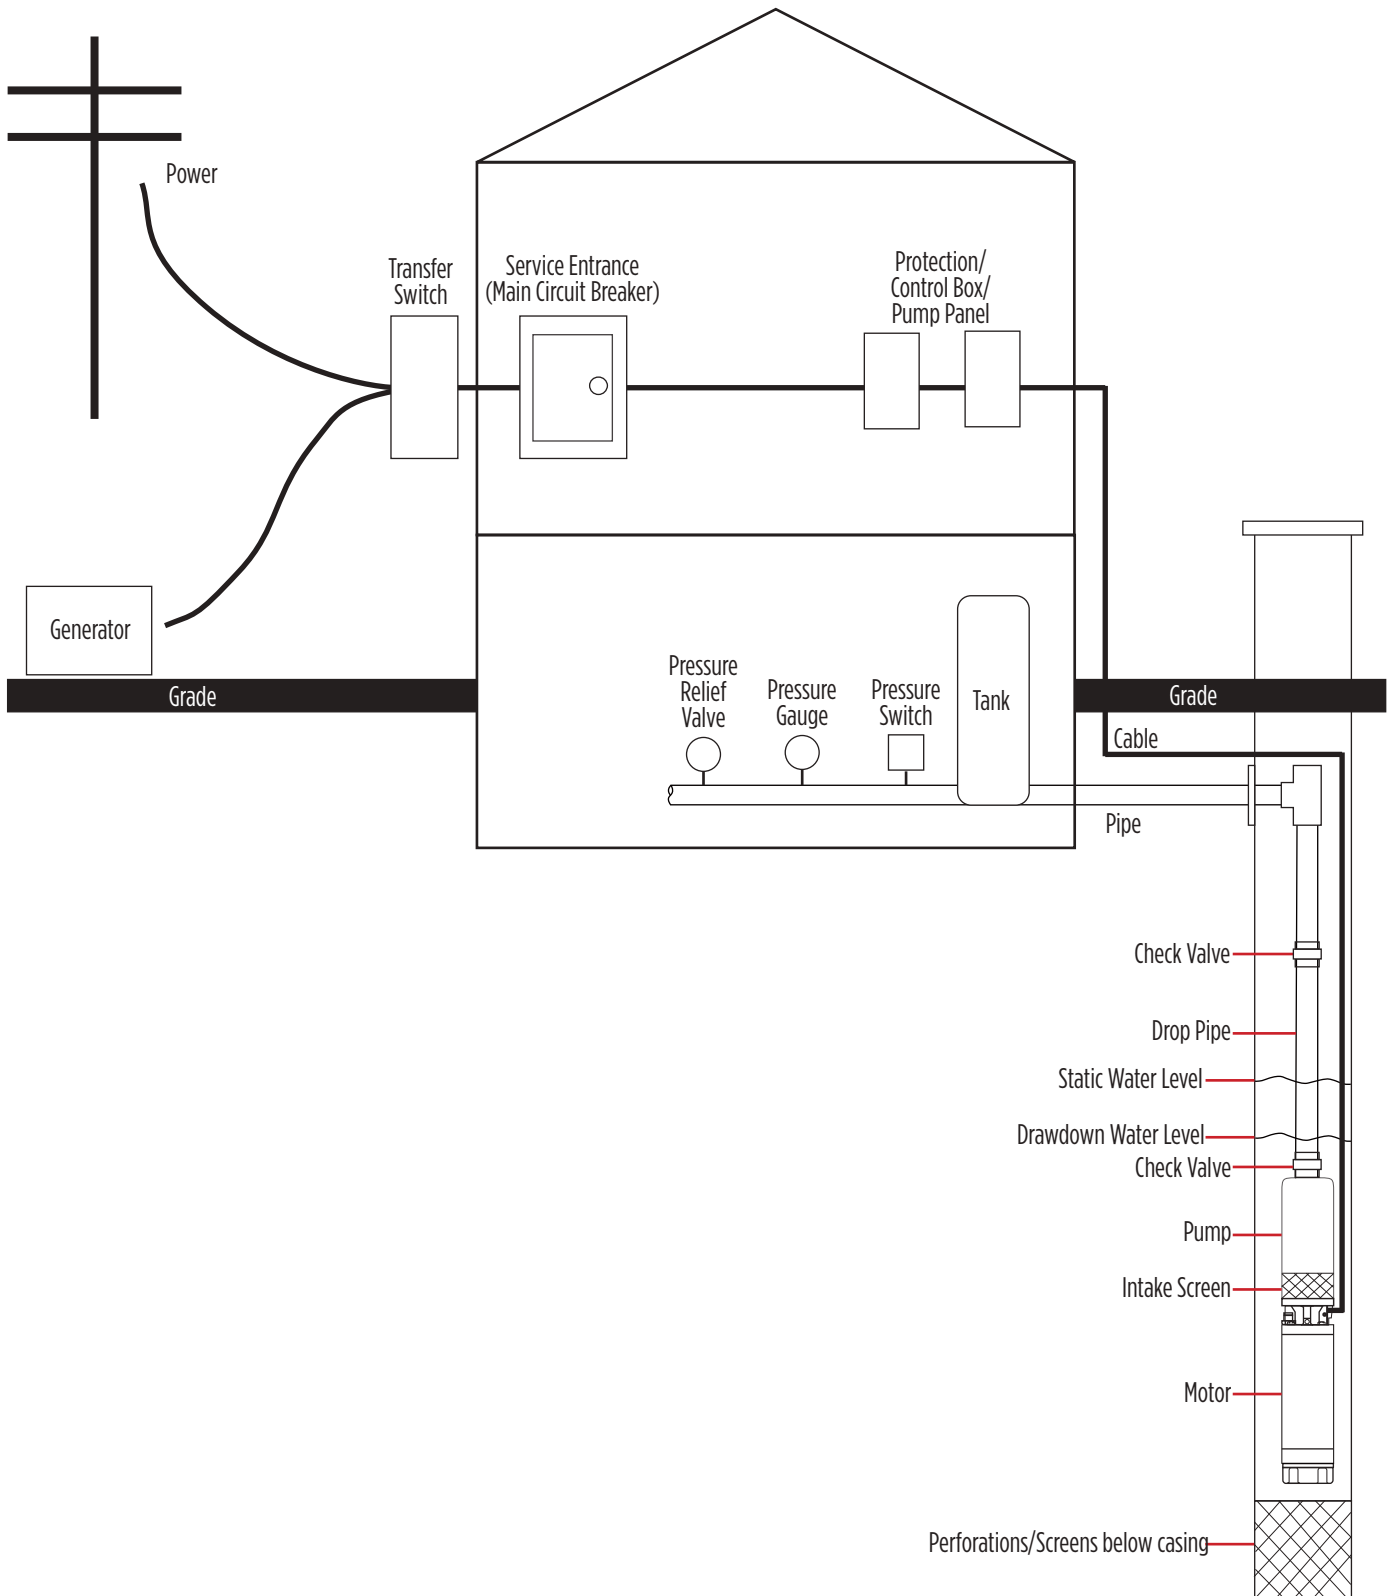 Power
Transfer
Switch
Service Entrance
(Main Circuit Breaker)
Protection/
Control Box/
Pump Panel
Generator
Grade
Pressure
Relief
Valve
Pressure
Gauge
Pressure
Switch
Tank
Grade
Cable
Pipe
Check Valve
Drop Pipe
Static Water Level
Drawdown Water Level
Check Valve
Pump
Intake Screen
Motor
Perforations/Screens below casing